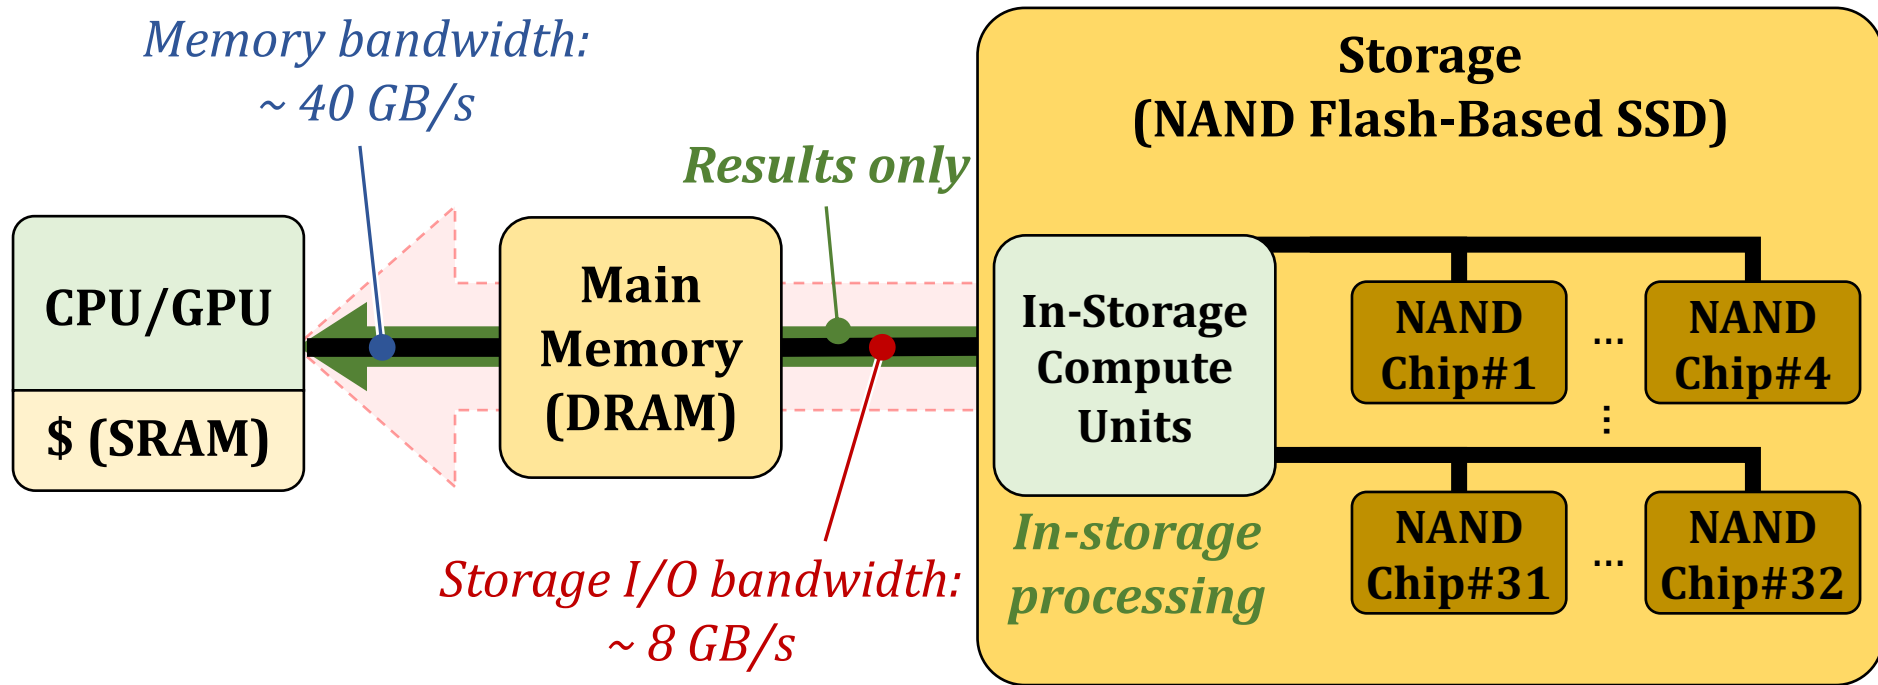 Memory bandwidth:
~ 40 GB/s
Storage
(NAND Flash-Based SSD)
Results only
CPU/GPU
$ (SRAM)
Main
Memory
(DRAM)
In-Storage
Compute
Units
NAND
Chip#1
...
NAND
Chip#4
...
NAND
Chip#31
...
NAND
Chip#32
In-storage
processing
Storage I/O bandwidth:
~ 8 GB/s